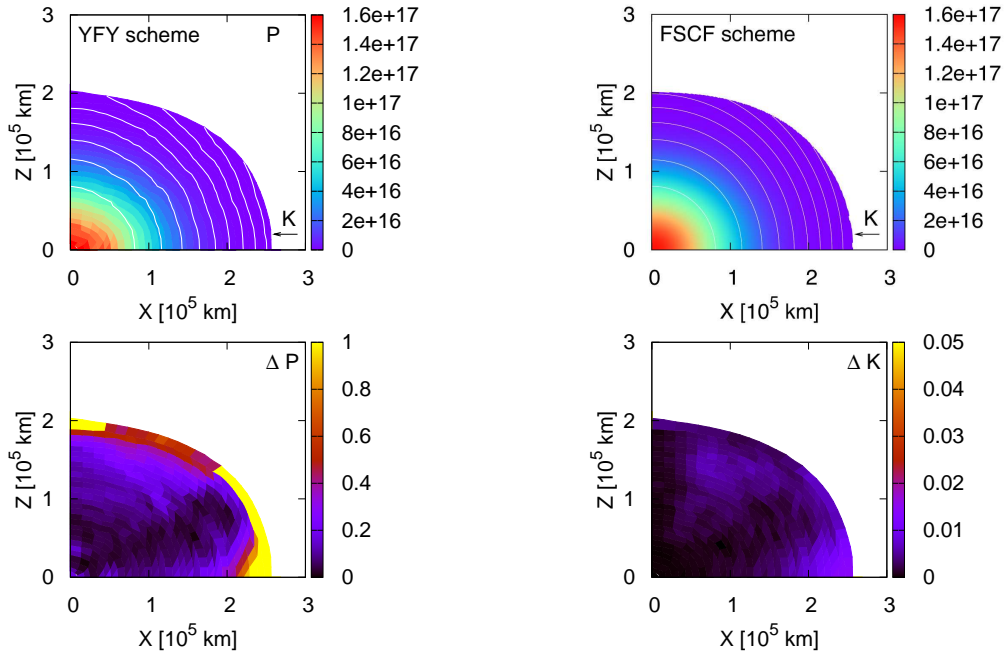 YFY scheme P
3
2
1
0
Z [10^5 km]
0 1 2 3
X [10^5 km]
K
1.6e+17
1.4e+17
1.2e+17
1e+17
8e+16
6e+16
4e+16
2e+16
0
FSCF scheme
3
2
1
0
Z [10^5 km]
0 1 2 3
X [10^5 km]
K
1.6e+17
1.4e+17
1.2e+17
1e+17
8e+16
6e+16
4e+16
2e+16
0
Δ P
3
2
1
0
Z [10^5 km]
0 1 2 3
X [10^5 km]
1
0.8
0.6
0.4
0.2
0
Δ K
3
2
1
0
Z [10^5 km]
0 1 2 3
X [10^5 km]
0.05
0.04
0.03
0.02
0.01
0